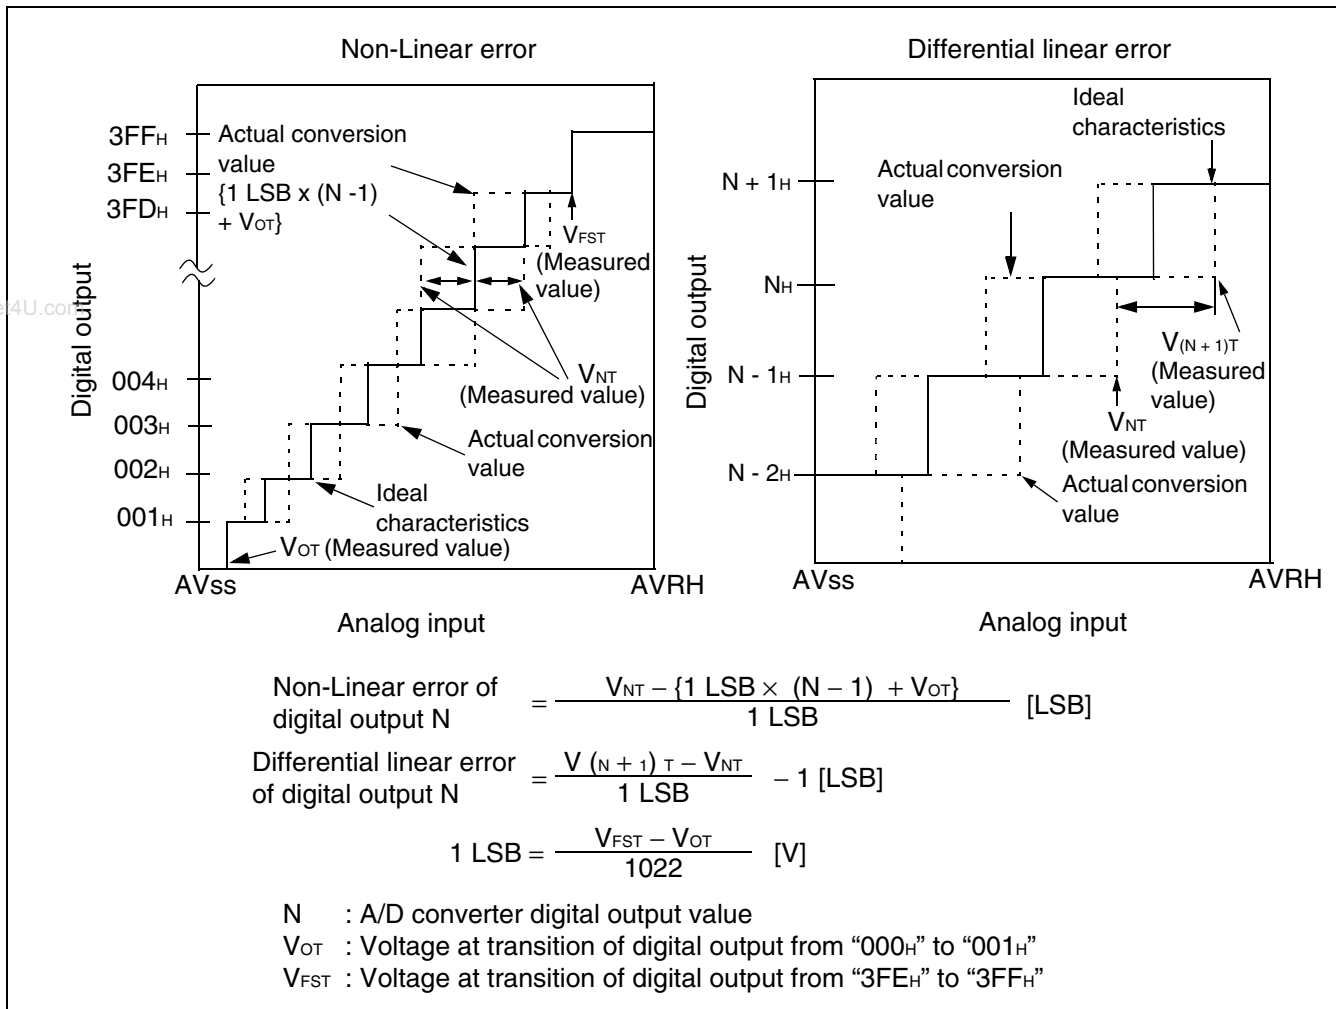 Non-Linear error
3FFH
3FEH
3FDH
004H
003H
002H
001H
Digital output
Actual conversion
value
{1 LSB x (N -1)
+ VOT}
VFST
(Measured
value)
VNT
(Measured value)
Actual conversion
value
Ideal
characteristics
VOT (Measured value)
AVss
AVRH
Analog input
Differential linear error
N + 1H
NH
N - 1H
N - 2H
Digital output
Ideal
characteristics
Actual conversion
value
V(N + 1)T
(Measured
value)
VNT
(Measured value)
Actual conversion
value
AVss
AVRH
Analog input
Non-Linear error of
digital output N
= VNT − {1 LSB × (N − 1) + VOT}
1 LSB
[LSB]
Differential linear error
of digital output N
= V (N + 1) T − VNT
1 LSB
− 1 [LSB]
1 LSB = VFST − VOT
1022
[V]
N : A/D converter digital output value
VOT : Voltage at transition of digital output from “000H” to “001H”
VFST : Voltage at transition of digital output from “3FEH” to “3FFH”